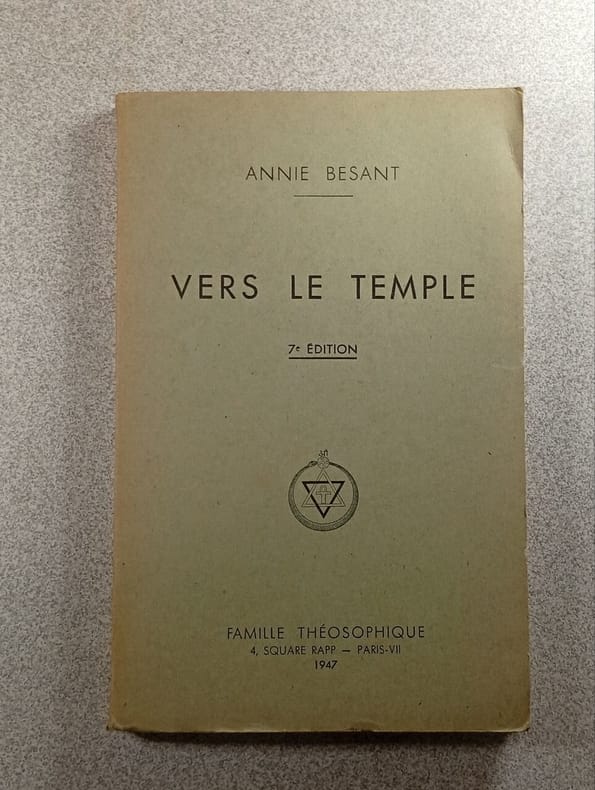 ANNIE BESANT
VERS LE TEMPLE
7e ÉDITION
FAMILLE THÉOSOPHIQUE
4, SQUARE RAPP — PARIS-VII
1947